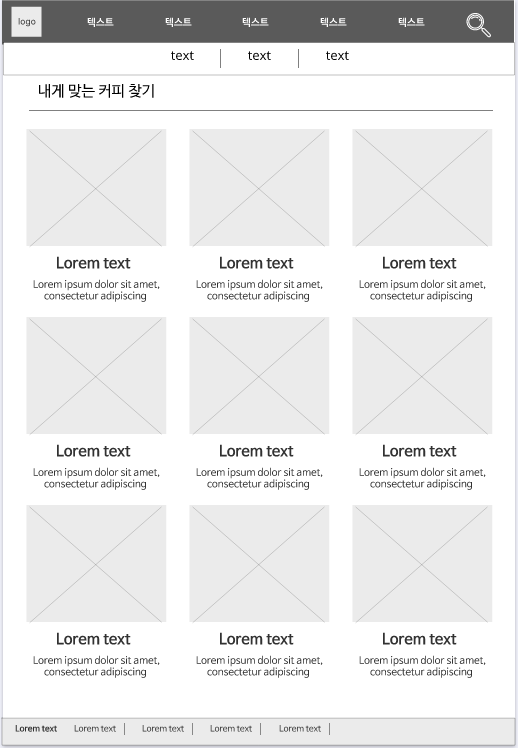 logo 텍스트 텍스트 텍스트 텍스트 텍스트
text text text
내게 맞는 커피 찾기
Lorem text Lorem text Lorem text
Lorem ipsum dolor sit amet, Lorem ipsum dolor sit amet, Lorem ipsum dolor sit amet,
consectetur adipiscing consectetur adipiscing consectetur adipiscing
Lorem text Lorem text Lorem text
Lorem ipsum dolor sit amet, Lorem ipsum dolor sit amet, Lorem ipsum dolor sit amet,
consectetur adipiscing consectetur adipiscing consectetur adipiscing
Lorem text Lorem text Lorem text
Lorem ipsum dolor sit amet, Lorem ipsum dolor sit amet, Lorem ipsum dolor sit amet,
consectetur adipiscing consectetur adipiscing consectetur adipiscing
Lorem text Lorem text Lorem text Lorem text Lorem text